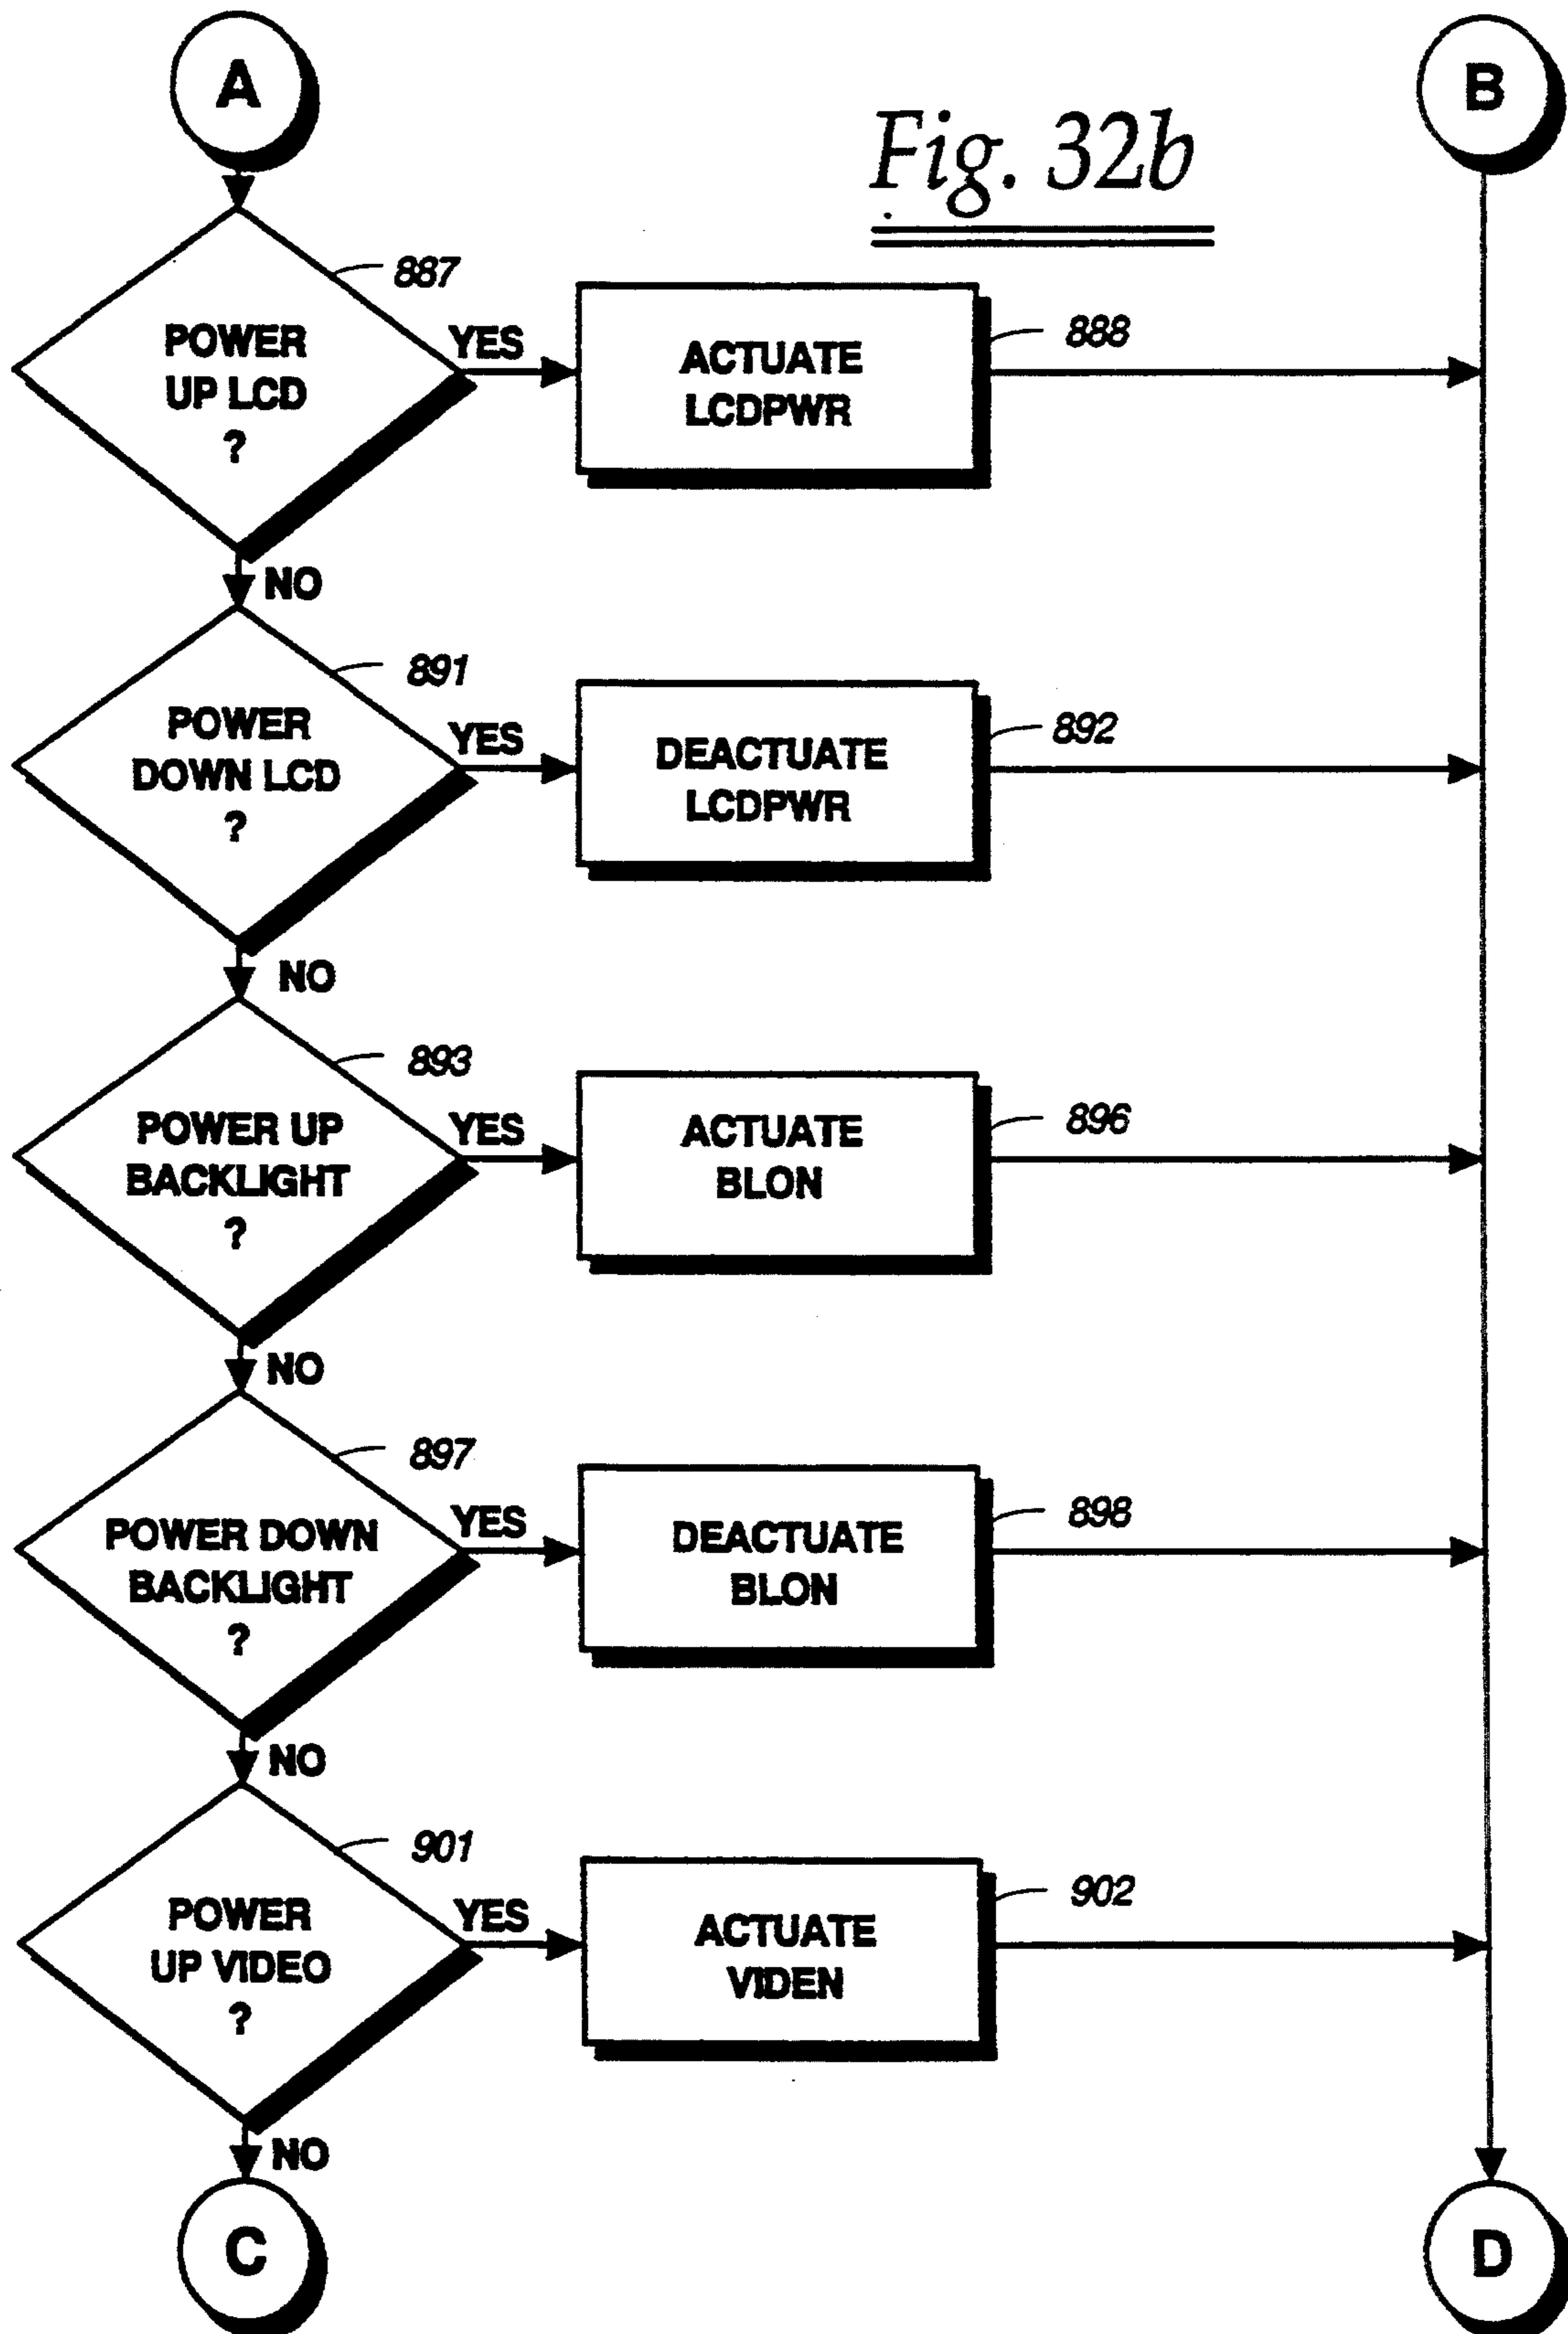 A
B
Fig. 32b
887
POWER
UP LCD
?
YES
ACTUATE
LCDPWR
888
NO
891
POWER
DOWN LCD
?
YES
DEACTUATE
LCDPWR
892
NO
893
POWER UP
BACKLIGHT
?
YES
ACTUATE
BLON
896
NO
897
POWER DOWN
BACKLIGHT
?
YES
DEACTUATE
BLON
898
NO
901
POWER
UP VIDEO
?
YES
ACTUATE
VIDEN
902
NO
C
D